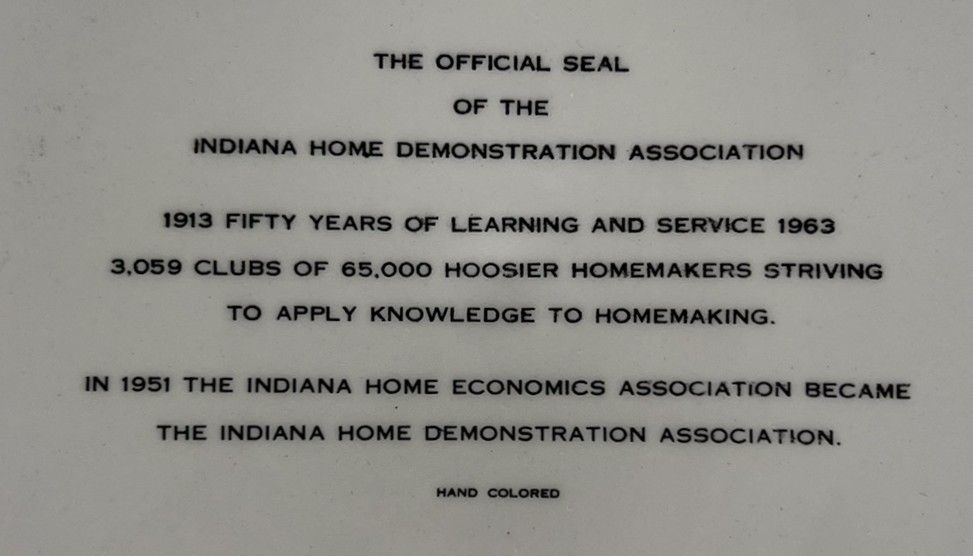 THE OFFICIAL SEAL
OF THE
INDIANA HOME DEMONSTRATION ASSOCIATION
1913 FIFTY YEARS OF LEARNING AND SERVICE 1963
3,059 CLUBS OF 65,000 HOOSIER HOMEMAKERS STRIVING
TO APPLY KNOWLEDGE TO HOMEMAKING.
IN 1951 THE INDIANA HOME ECONOMICS ASSOCIATION BECAME
THE INDIANA HOME DEMONSTRATION ASSOCIATION.
HAND COLORED